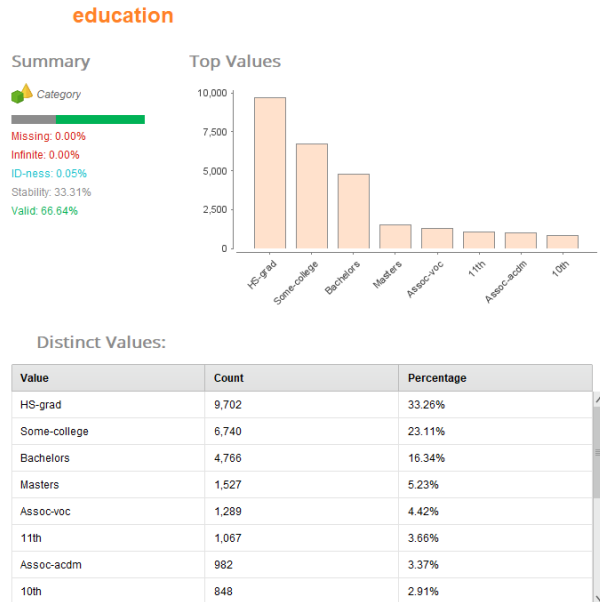 education
Summary
Top Values
Category
Missing: 0.00%
Infinite: 0.00%
ID-ness: 0.05%
Stability: 33.31%
Valid: 66.64%
10,000
7,500
5,000
2,500
0
HS-grad
Some-college
Bachelors
Masters
Assoc-voc
11th
Assoc-acdm
10th
Distinct Values:
Value Count Percentage
HS-grad 9,702 33.26%
Some-college 6,740 23.11%
Bachelors 4,766 16.34%
Masters 1,527 5.23%
Assoc-voc 1,289 4.42%
11th 1,067 3.66%
Assoc-acdm 982 3.37%
10th 848 2.91%